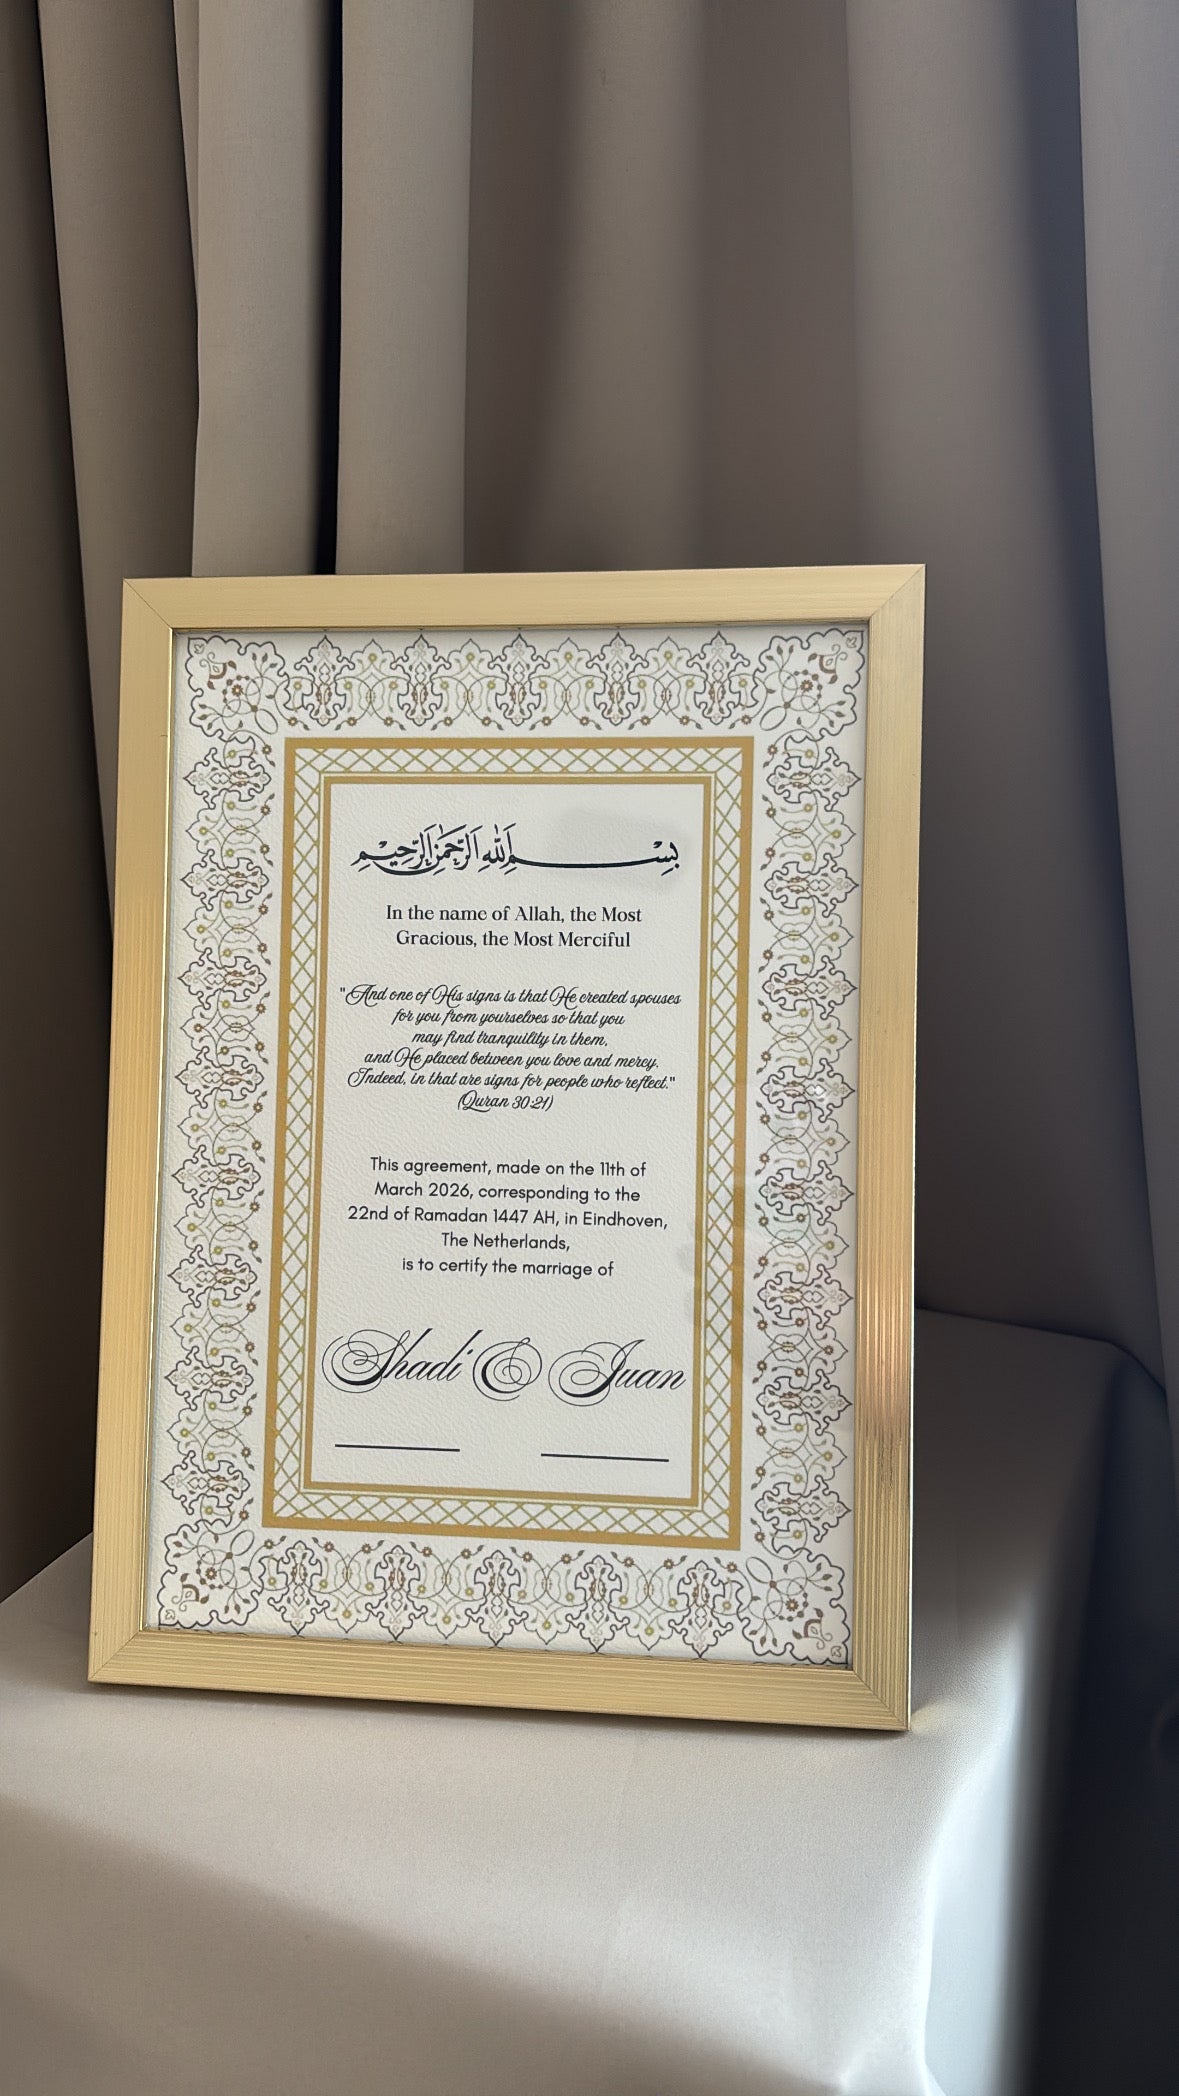 بسم الله الرحمن الرحيم
In the name of Allah, the Most
Gracious, the Most Merciful
"And one of His signs is that He created spouses
for you from yourselves so that you
may find tranquility in them,
and He placed between you love and mercy.
Indeed, in that are signs for people who reflect."
(Quran 30:21)
This agreement, made on the 11th of
March 2026, corresponding to the
22nd of Ramadan 1447 AH, in Eindhoven,
The Netherlands,
is to certify the marriage of
Shadi & Juan